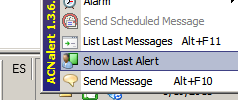 Alarm
Send Scheduled Message
List Last Messages Alt+F11
Show Last Alert
Send Message Alt+F10
ACNalert 1.3.6.
ES